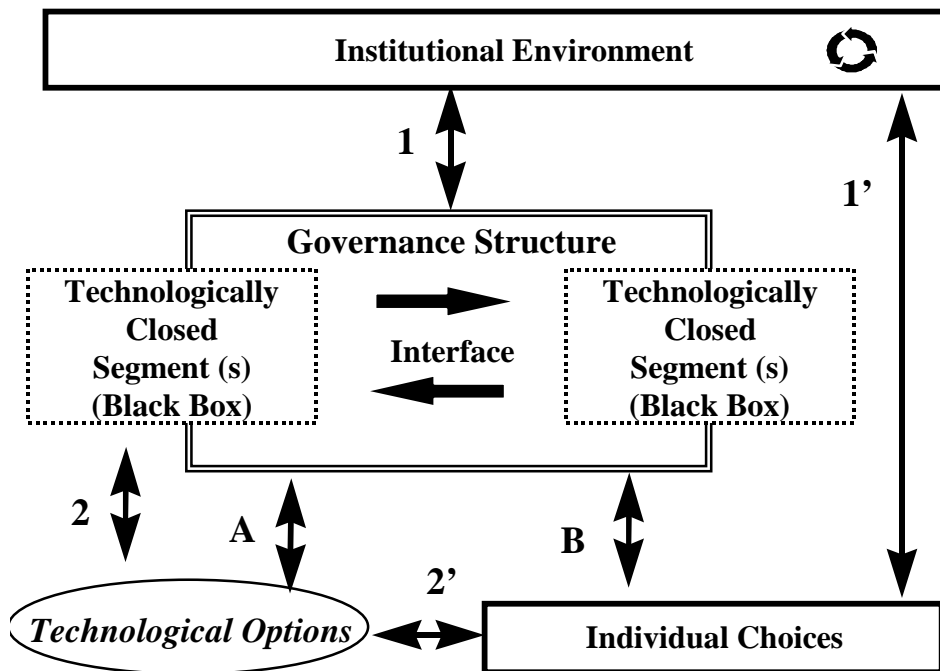 Institutional Environment
1
1’
Governance Structure
Technologically
Closed
Segment (s)
(Black Box)
Interface
Technologically
Closed
Segment (s)
(Black Box)
2
A
B
2’
Technological Options
Individual Choices